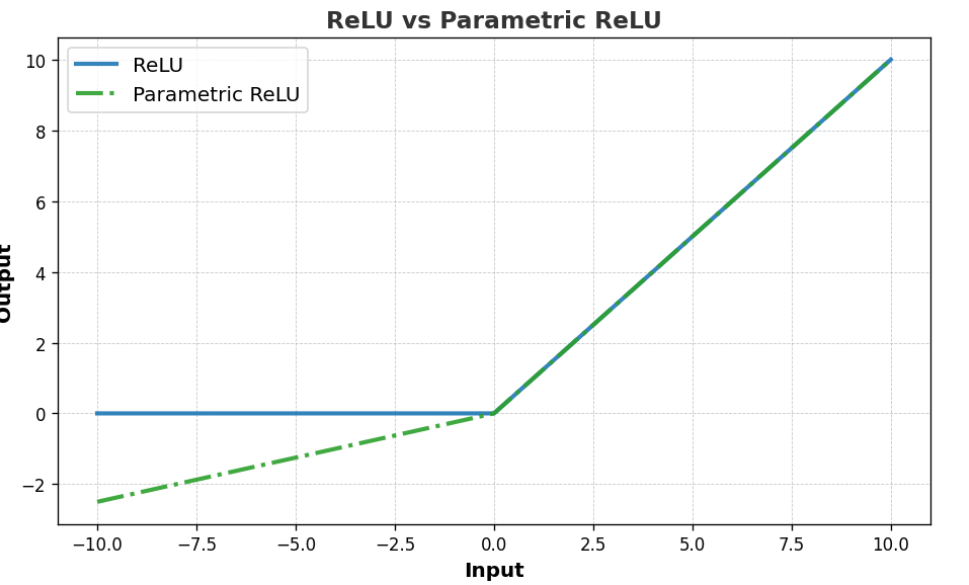 ReLU vs Parametric ReLU
ReLU
Parametric ReLU
10
8
6
4
2
0
−2
Output
−10.0 −7.5 −5.0 −2.5 0.0 2.5 5.0 7.5 10.0
Input